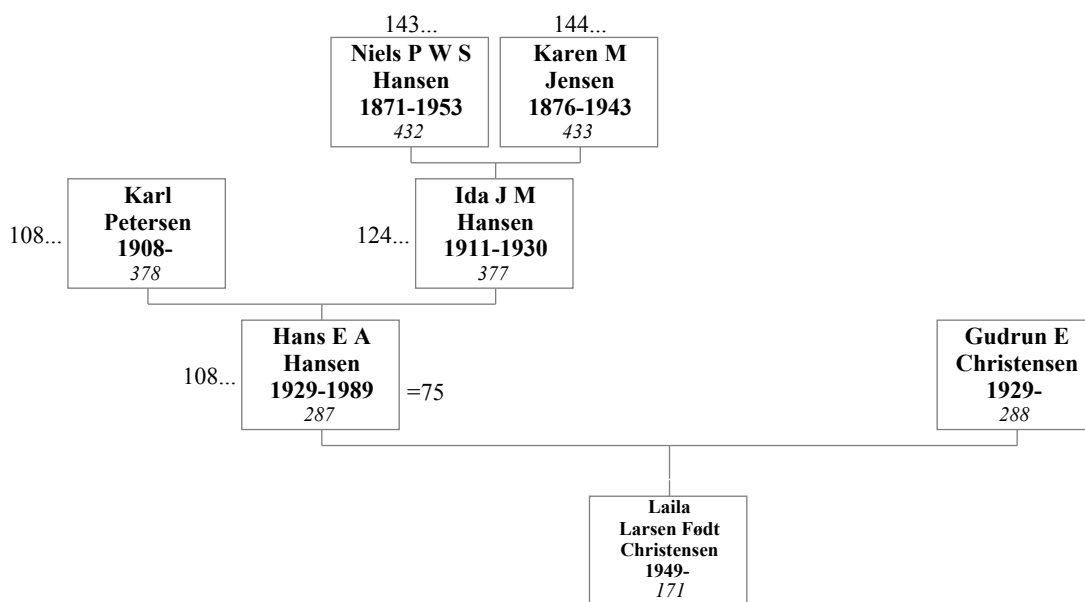 143...
144...
Niels P W S
Hansen
1871-1953
432
Karen M
Jensen
1876-1943
433
108...
Karl
Petersen
1908-
378
124...
Ida J M
Hansen
1911-1930
377
108...
Hans E A
Hansen
1929-1989
287
=75
Gudrun E
Christensen
1929-
288
Laila
Larsen Født
Christensen
1949-
171